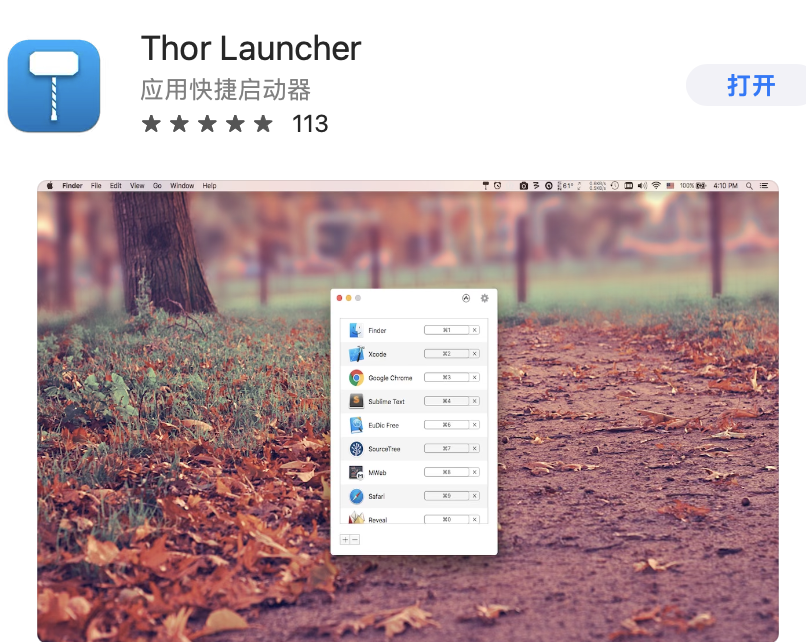 Thor Launcher
应用快捷启动器
113
打开
Finder File Edit View Go Window Help
61° 100% 4:10 PM
Finder ⌘1 ×
Xcode ⌘2 ×
Google Chrome ⌘3 ×
Sublime Text ⌘4 ×
EuDic Free ⌘6 ×
SourceTree ⌘7 ×
MWeb ⌘8 ×
Safari ⌘9 ×
Reveal ⌘0 ×